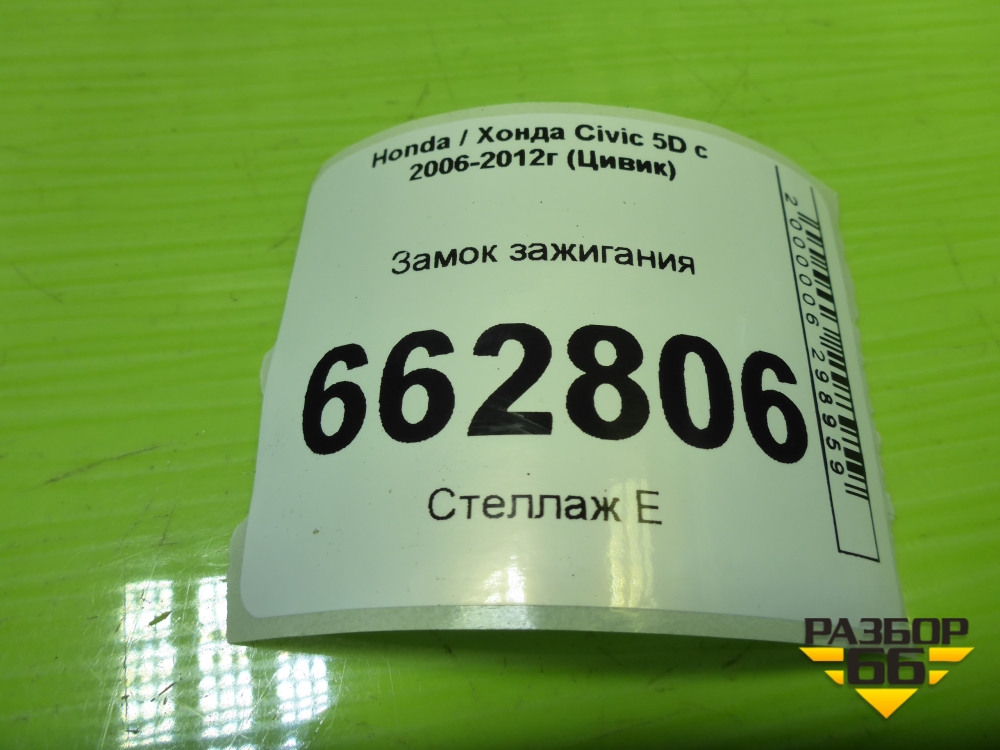 Honda / Хонда Civic 5D с
2006-2012г (Цивик)
Замок зажигания
662806
Стеллаж Е
2000006298959
РАЗБОР
66